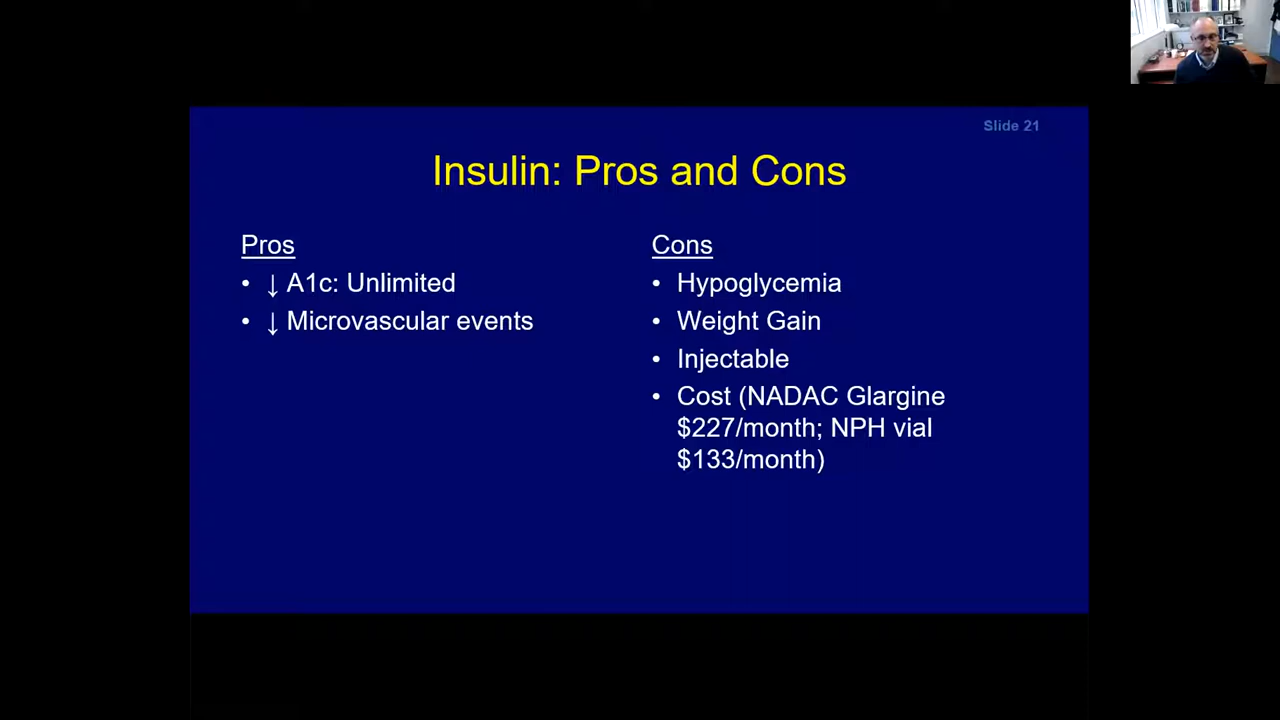 Slide 21
Insulin: Pros and Cons
Pros
• ↓ A1c: Unlimited
• ↓ Microvascular events
Cons
• Hypoglycemia
• Weight Gain
• Injectable
• Cost (NADAC Glargine
$227/month; NPH vial
$133/month)